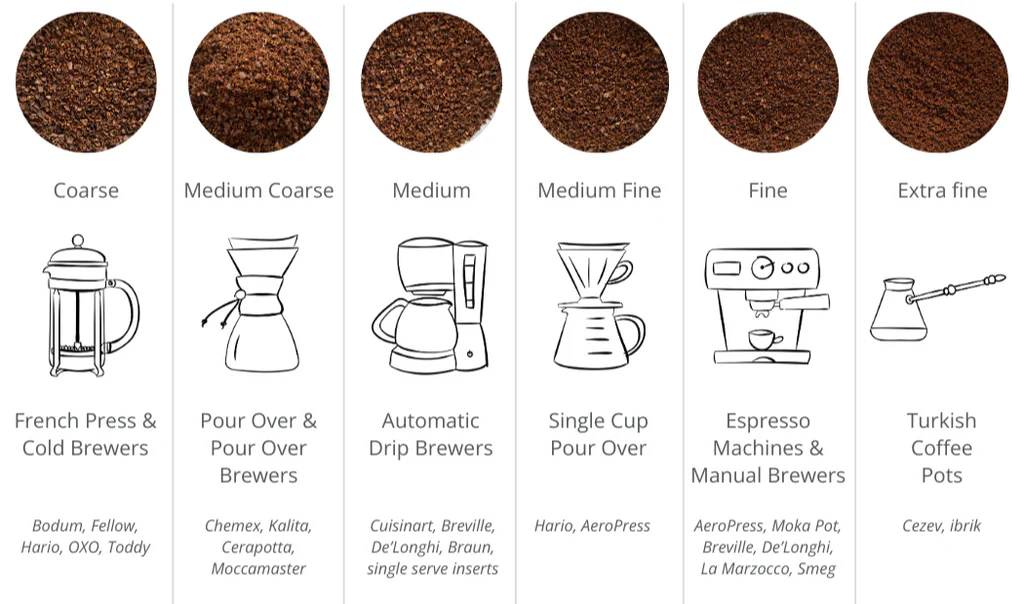 Coarse
Medium Coarse
Medium
Medium Fine
Fine
Extra fine
French Press &
Cold Brewers
Pour Over &
Pour Over
Brewers
Automatic
Drip Brewers
Single Cup
Pour Over
Espresso
Machines &
Manual Brewers
Turkish
Coffee
Pots
Bodum, Fellow,
Hario, OXO, Toddy
Chemex, Kalita,
Cerapotta,
Moccamaster
Cuisinart, Breville,
De’Longhi, Braun,
single serve inserts
Hario, AeroPress
AeroPress, Moka Pot,
Breville, De’Longhi,
La Marzocco, Smeg
Cezev, ibrik